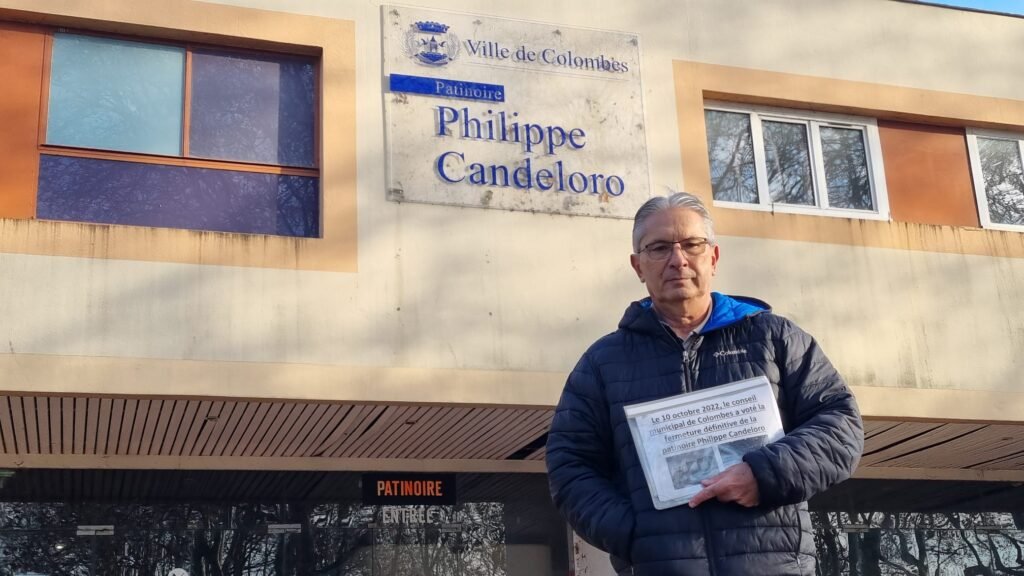 Ville de Colombes
Patinoire
Philippe
Candeloro
Columbia
Le 10 octobre 2022, le conseil
municipal de Colombes a voté la
fermeture définitive de la
patinoire Philippe Candeloro
PATINOIRE
ENTRÉE